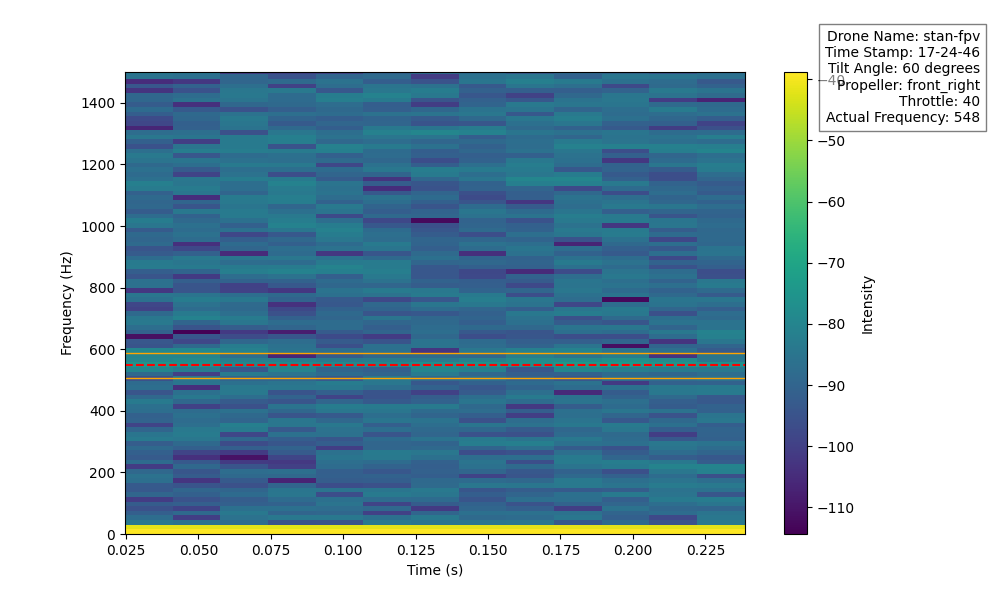 Drone Name: stan-fpv
Time Stamp: 17-24-46
Tilt Angle: 60 degrees
Propeller: front_right
Throttle: 40
Actual Frequency: 548
1400
1200
1000
800
600
400
200
0
Frequency (Hz)
0.025
0.050
0.075
0.100
0.125
0.150
0.175
0.200
0.225
Time (s)
−40
−50
−60
−70
−80
−90
−100
−110
Intensity